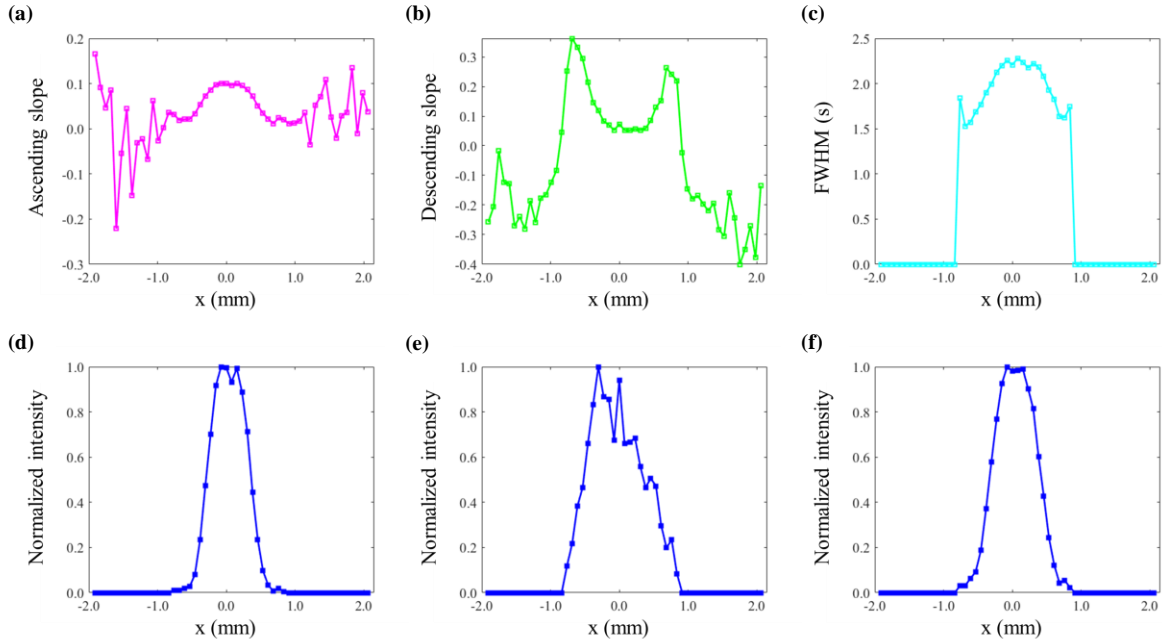 (a)
0.2
0.1
0.0
-0.1
-0.2
-0.3
Ascending slope
-2.0 -1.0 0.0 1.0 2.0
x (mm)
(b)
0.3
0.2
0.1
0.0
-0.1
-0.2
-0.3
-0.4
Descending slope
-2.0 -1.0 0.0 1.0 2.0
x (mm)
(c)
2.5
2.0
1.5
1.0
0.5
0.0
FWHM (s)
-2.0 -1.0 0.0 1.0 2.0
x (mm)
(d)
1.0
0.8
0.6
0.4
0.2
0.0
Normalized intensity
-2.0 -1.0 0.0 1.0 2.0
x (mm)
(e)
1.0
0.8
0.6
0.4
0.2
0.0
Normalized intensity
-2.0 -1.0 0.0 1.0 2.0
x (mm)
(f)
1.0
0.8
0.6
0.4
0.2
0.0
Normalized intensity
-2.0 -1.0 0.0 1.0 2.0
x (mm)